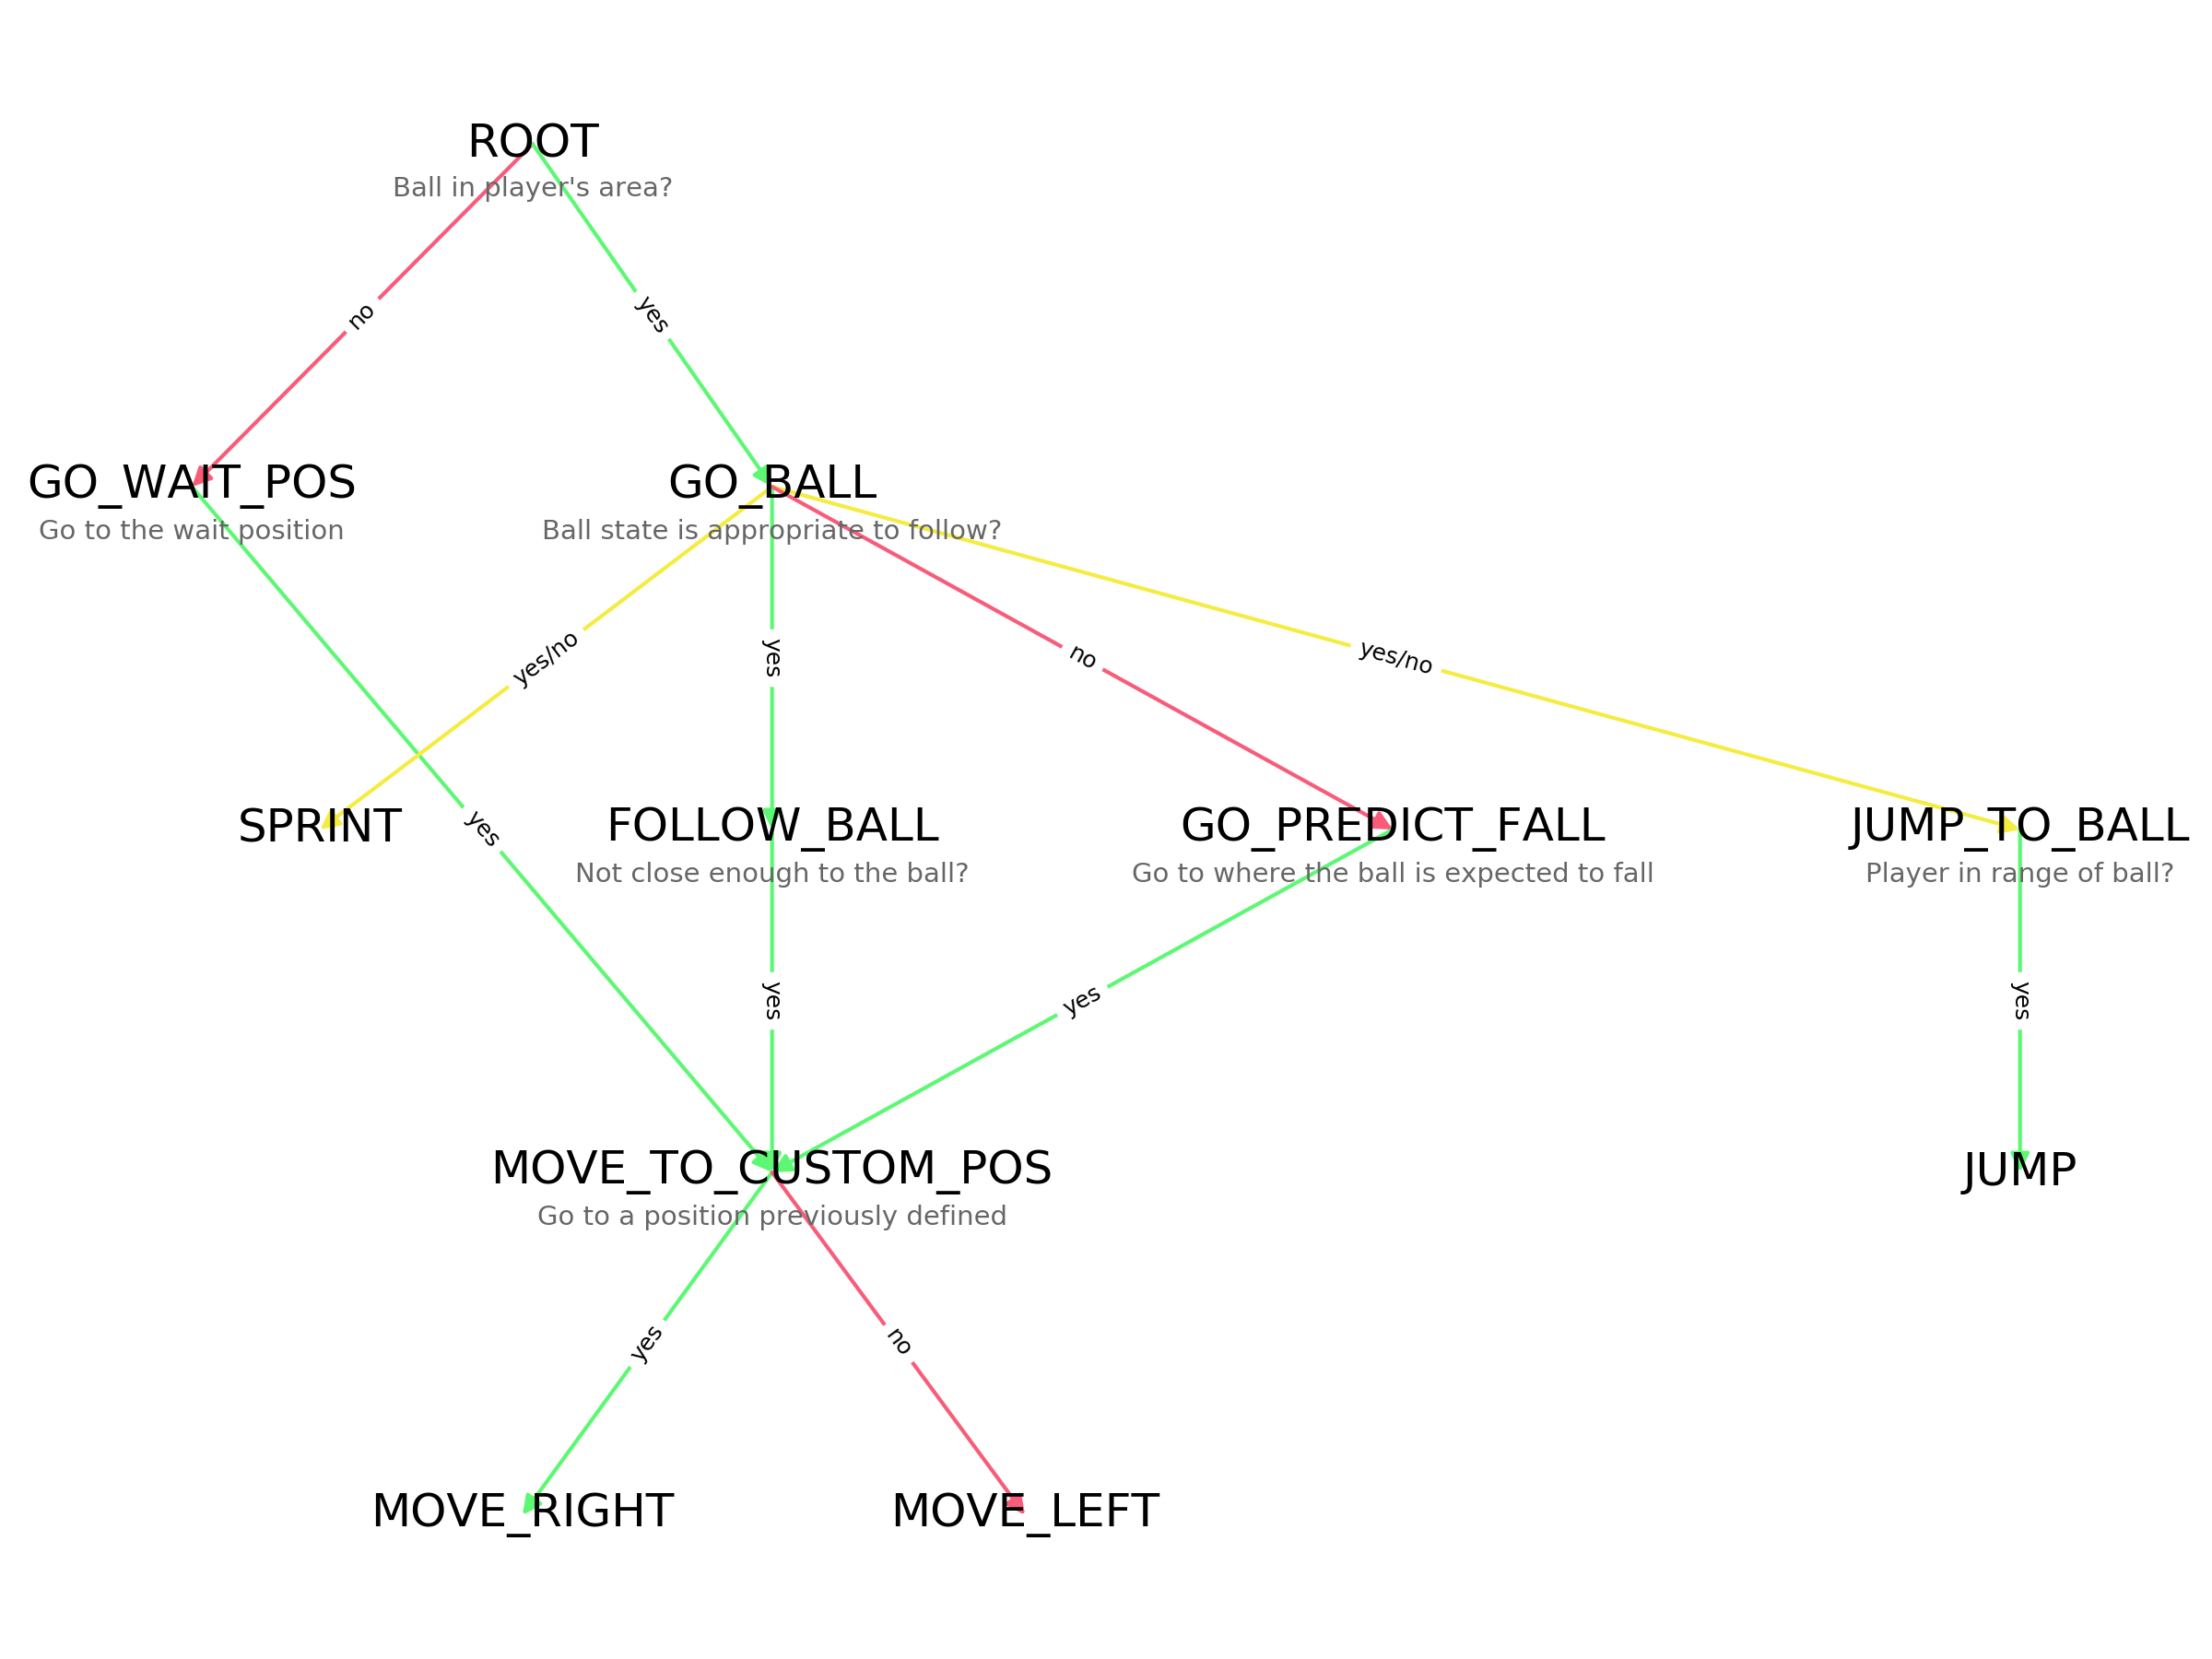 ROOT
Ball in player's area?
no
yes
GO_WAIT_POS
Go to the wait position
GO_BALL
Ball state is appropriate to follow?
yes/no
yes
no
yes/no
SPRINT
yes
FOLLOW_BALL
Not close enough to the ball?
GO_PREDICT_FALL
Go to where the ball is expected to fall
JUMP_TO_BALL
Player in range of ball?
yes
yes
yes
MOVE_TO_CUSTOM_POS
Go to a position previously defined
JUMP
yes
no
MOVE_RIGHT
MOVE_LEFT